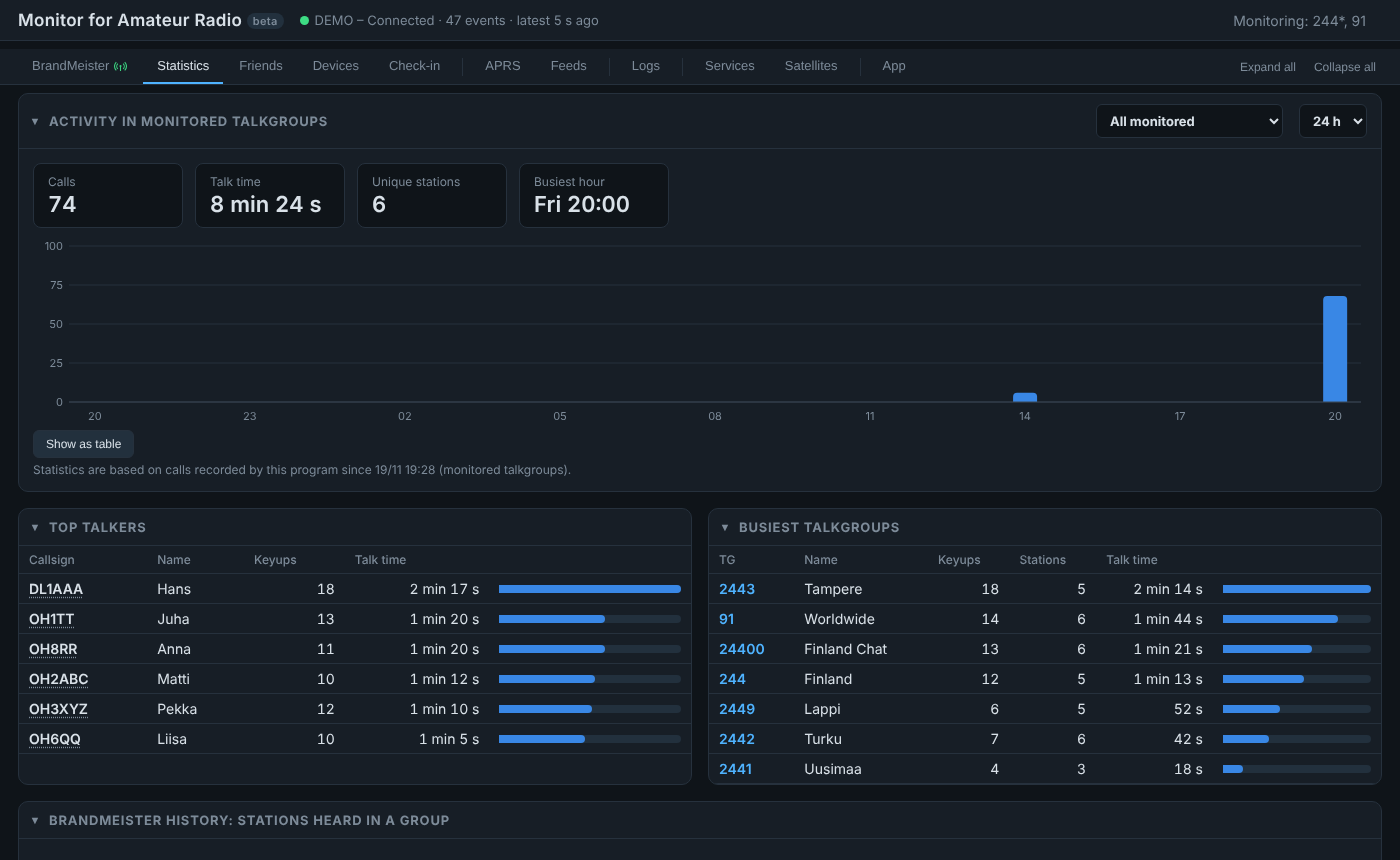 Monitor for Amateur Radio beta DEMO – Connected · 47 events · latest 5 s ago Monitoring: 244*, 91
BrandMeister Statistics Friends Devices Check-in APRS Feeds Logs Services Satellites App Expand all Collapse all
▼ ACTIVITY IN MONITORED TALKGROUPS All monitored 24 h
Calls Talk time Unique stations Busiest hour
74 8 min 24 s 6 Fri 20:00
100
75
50
25
0
20 23 02 05 08 11 14 17 20
Show as table
Statistics are based on calls recorded by this program since 19/11 19:28 (monitored talkgroups).
▼ TOP TALKERS
Callsign Name Keyups Talk time
DL1AAA Hans 18 2 min 17 s
OH1TT Juha 13 1 min 20 s
OH8RR Anna 11 1 min 20 s
OH2ABC Matti 10 1 min 12 s
OH3XYZ Pekka 12 1 min 10 s
OH6QQ Liisa 10 1 min 5 s
▼ BUSIEST TALKGROUPS
TG Name Keyups Stations Talk time
2443 Tampere 18 5 2 min 14 s
91 Worldwide 14 6 1 min 44 s
24400 Finland Chat 13 6 1 min 21 s
244 Finland 12 5 1 min 13 s
2449 Lappi 6 5 52 s
2442 Turku 7 6 42 s
2441 Uusimaa 4 3 18 s
▼ BRANDMEISTER HISTORY: STATIONS HEARD IN A GROUP